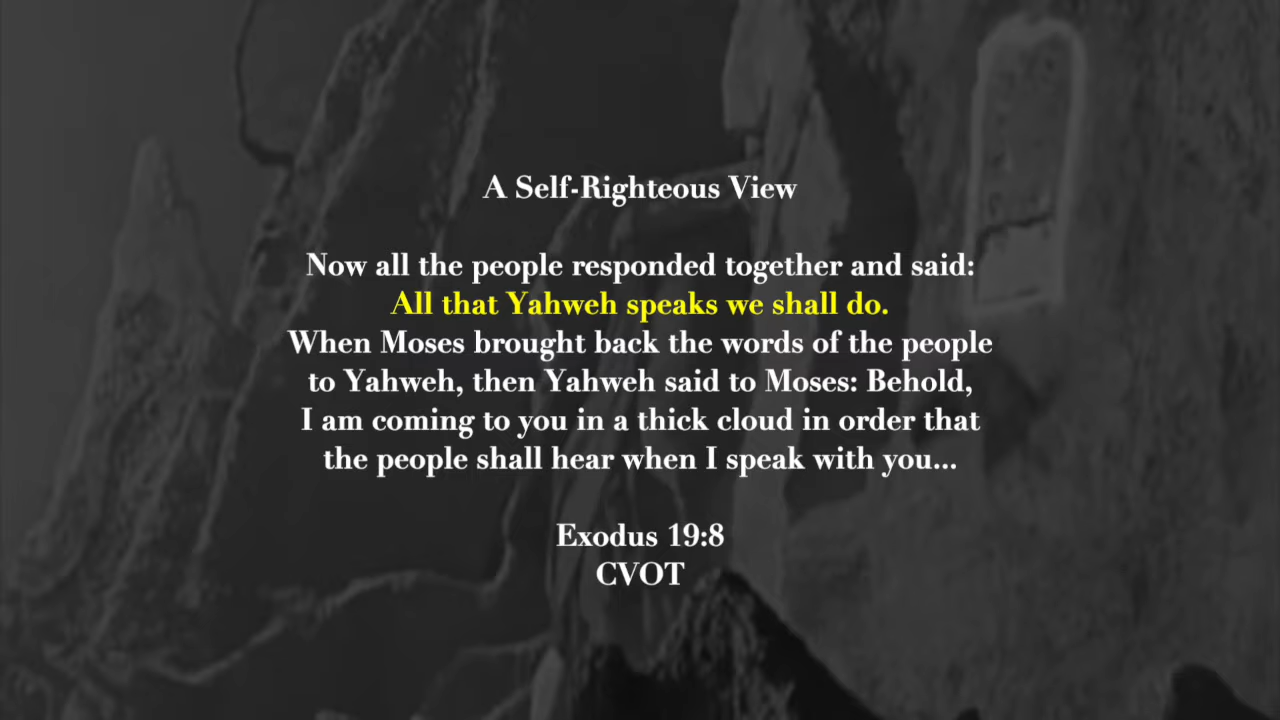 A Self-Righteous View
Now all the people responded together and said:
All that Yahweh speaks we shall do.
When Moses brought back the words of the people
to Yahweh, then Yahweh said to Moses: Behold,
I am coming to you in a thick cloud in order that
the people shall hear when I speak with you...
Exodus 19:8
CVOT